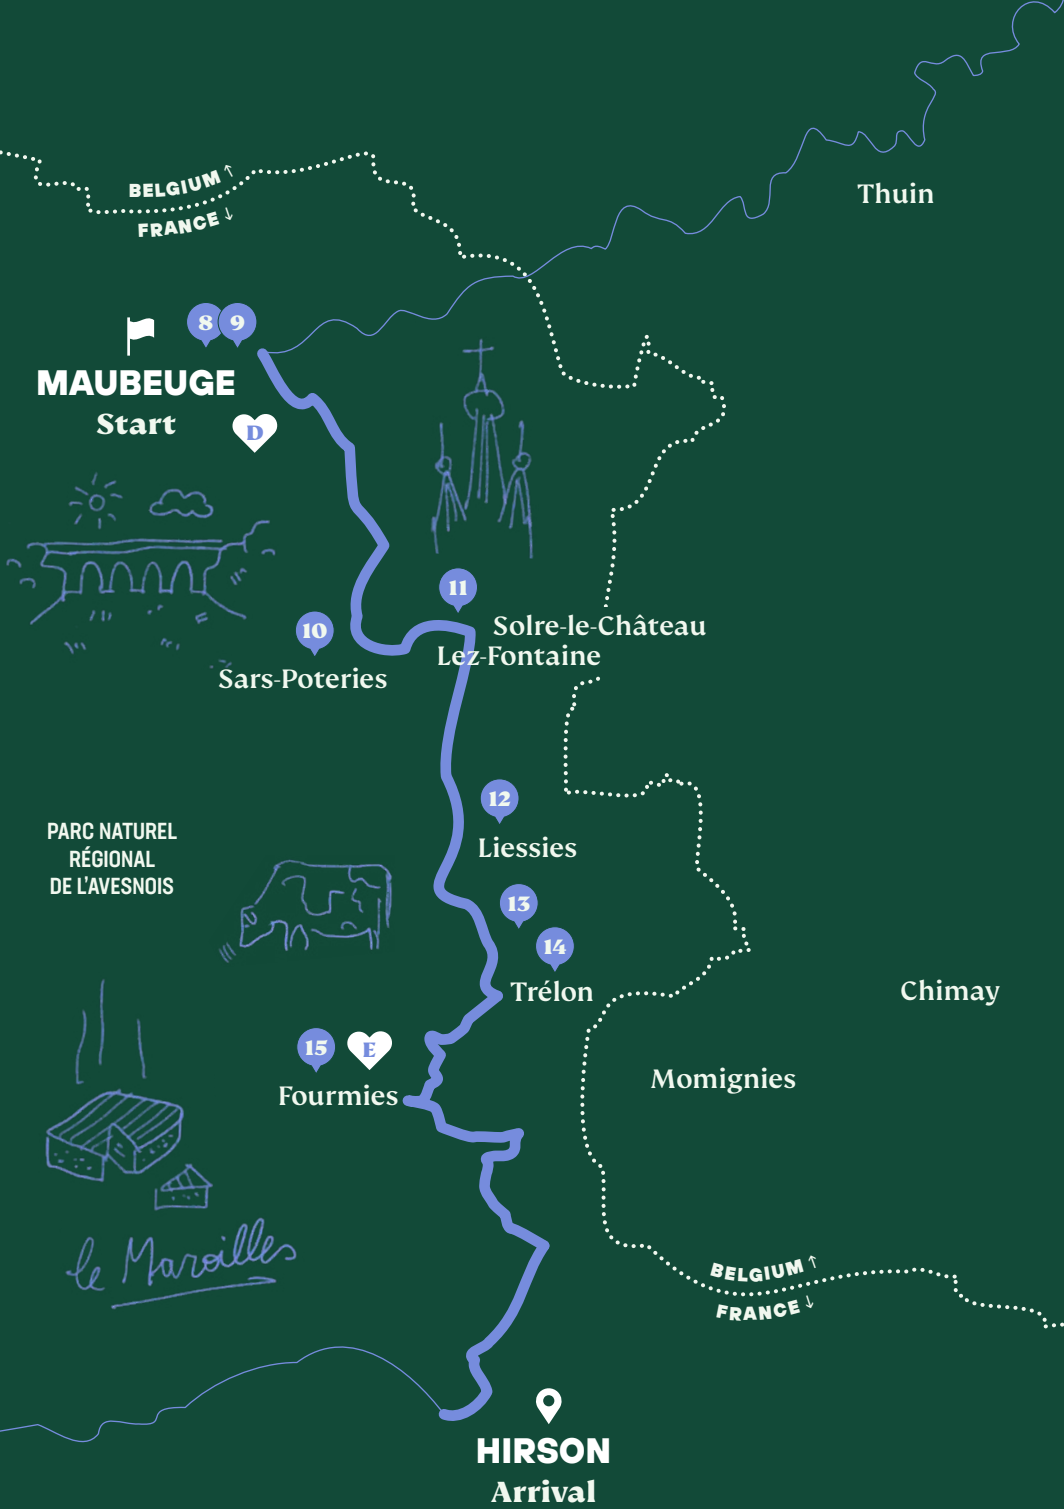 Thuin
BELGIUM ↑
FRANCE ↓
8
9
MAUBEUGE
Start
D
11
10
Solre-le-Château
Lez-Fontaine
Sars-Poteries
12
PARC NATUREL
RÉGIONAL
DE L'AVESNOIS
Liessies
13
14
Trélon
Chimay
15
E
Momignies
Fourmies
le Maroilles
BELGIUM ↑
FRANCE ↓
HIRSON
Arrival